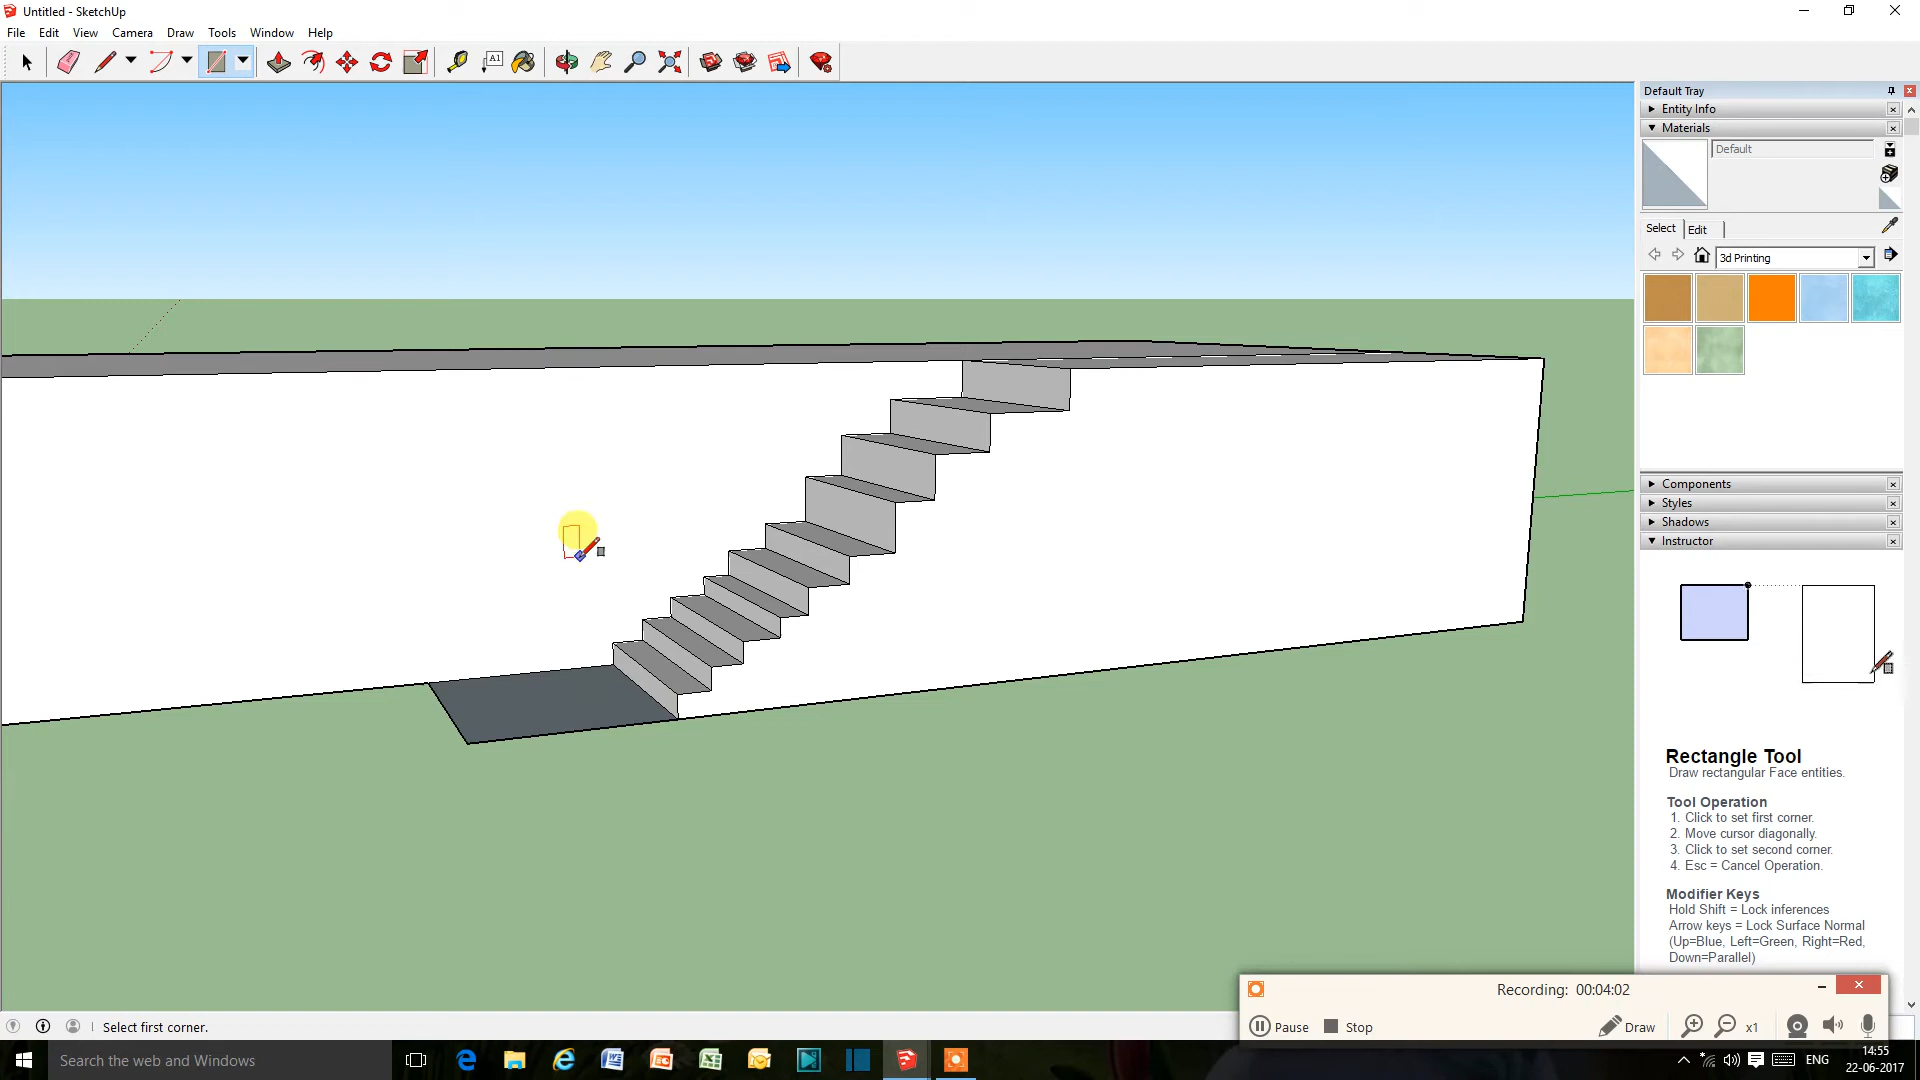 Untitled - SketchUp
File Edit View Camera Draw Tools Window Help
A1
Default Tray
Entity Info
Materials
Default
Select Edit
3d Printing
Components
Styles
Shadows
Instructor
Rectangle Tool
Draw rectangular Face entities.
Tool Operation
1. Click to set first corner.
2. Move cursor diagonally.
3. Click to set second corner.
4. Esc = Cancel Operation.
Modifier Keys
Hold Shift = Lock inferences
Arrow keys = Lock Surface Normal
(Up=Blue, Left=Green, Right=Red,
Down=Parallel)
Recording: 00:04:02
Pause Stop Draw x1
Select first corner.
Search the web and Windows
ENG
14:55
22-06-2017